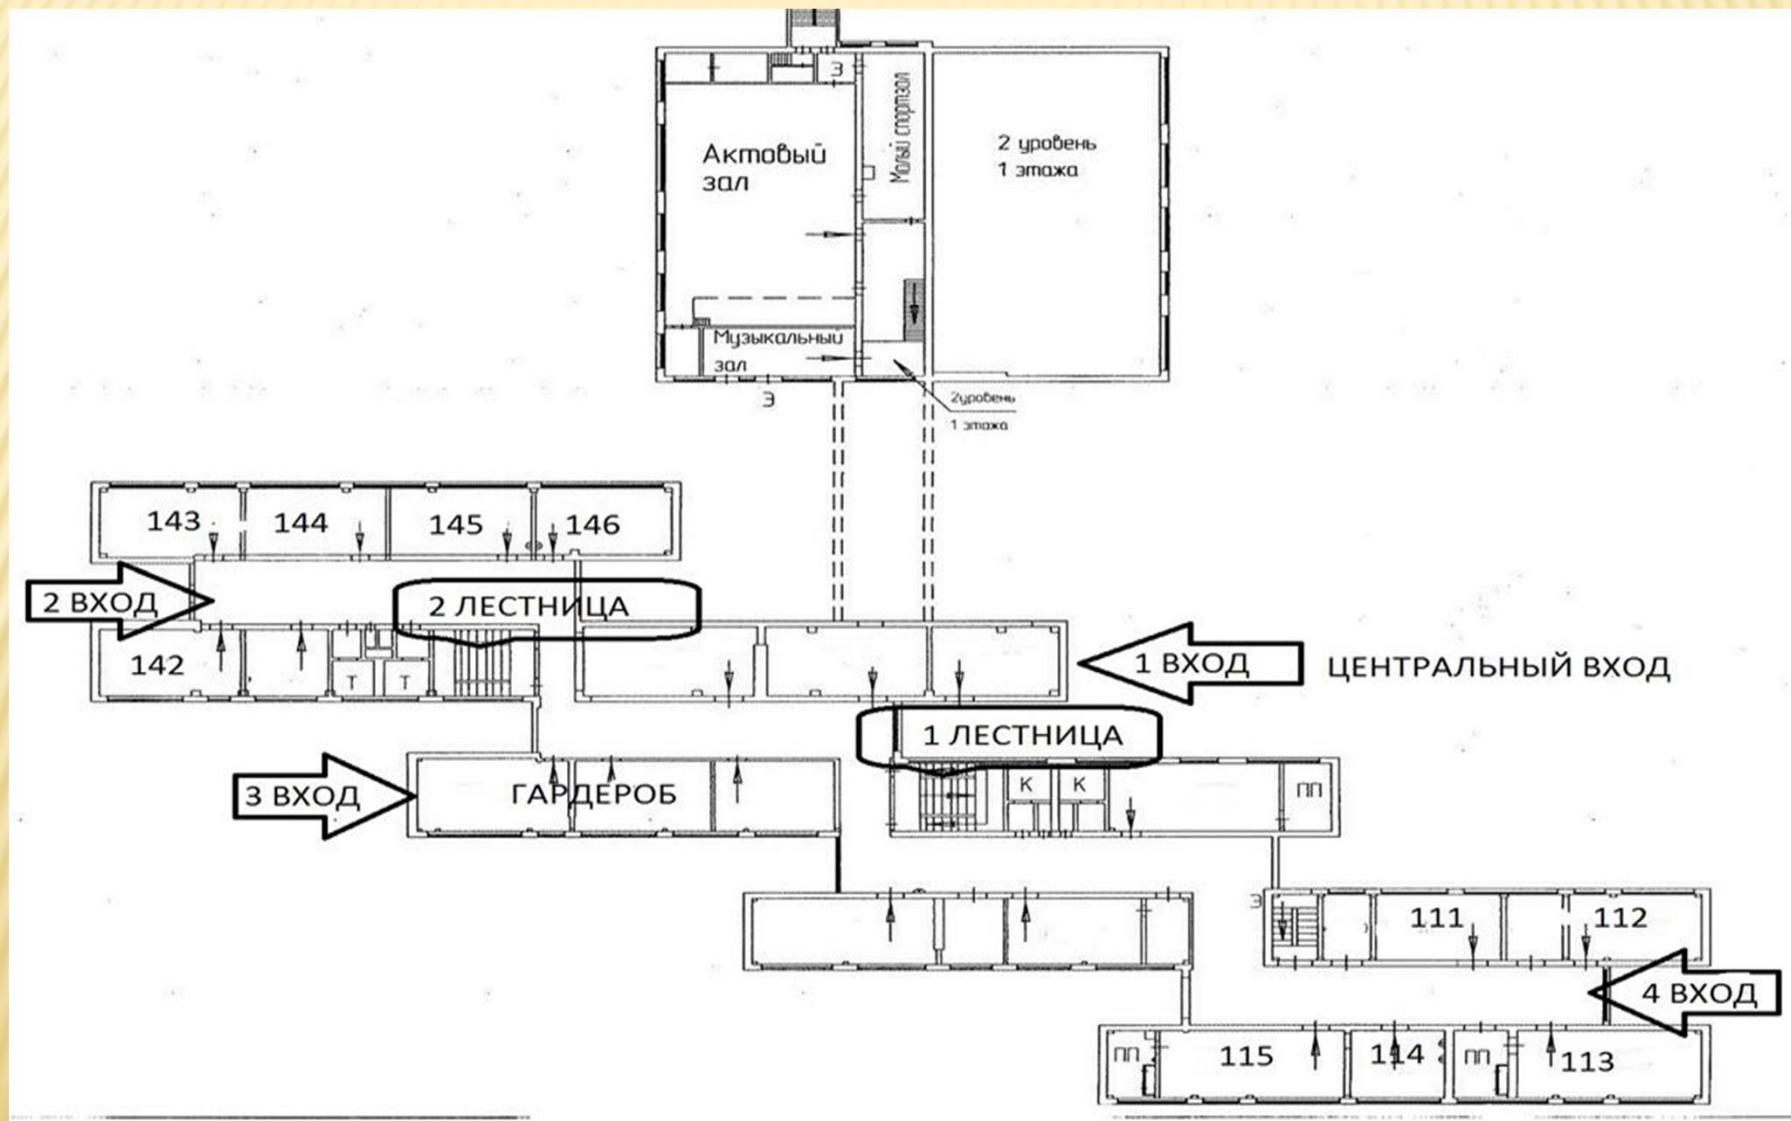 Э
Малый спортзал
2 уровень
1 этажа
Актовый
зал
Музыкальный
зал
Э
2уровень
1 этажа
143
144
145
146
2 ВХОД
2 ЛЕСТНИЦА
142
Т
Т
1 ВХОД
ЦЕНТРАЛЬНЫЙ ВХОД
1 ЛЕСТНИЦА
3 ВХОД
ГАРДЕРОБ
К
К
ПП
Э
111
112
4 ВХОД
ПП
115
114
ПП
113